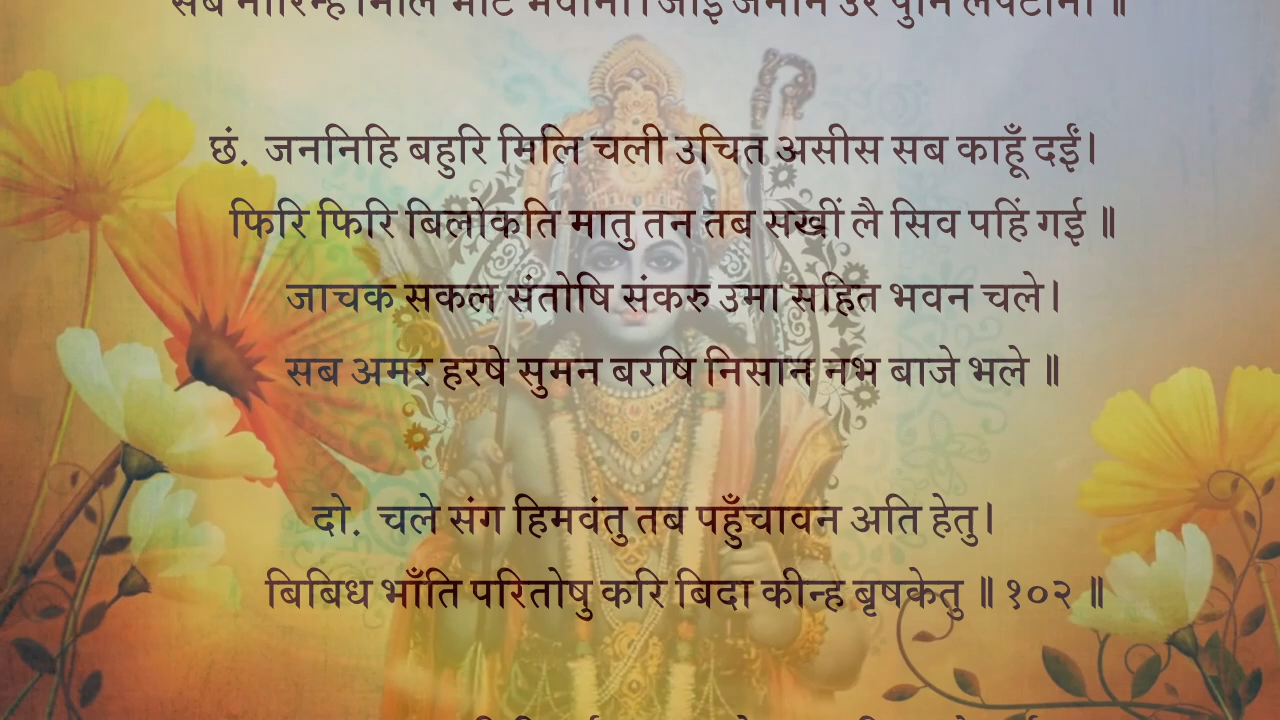 सब नारिन्ह मिलि भेटि भवानी। जाइ जननि उर पुनि लपटानी ॥
छं. जननिहि बहुरि मिलि चली उचित असीस सब काहूँ दईं।
फिरि फिरि बिलोकति मातु तन तब सखीं लै सिव पहिं गई ॥
जाचक सकल संतोषि संकरु उमा सहित भवन चले।
सब अमर हरषे सुमन बरषि निसान नभ बाजे भले ॥
दो. चले संग हिमवंतु तब पहुँचावन अति हेतु।
बिबिध भाँति परितोषु करि बिदा कीन्ह बृषकेतु ॥ १०२ ॥